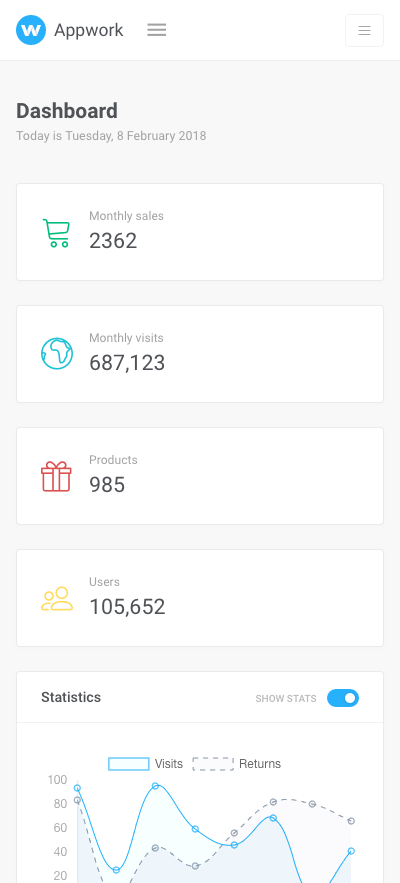 W Appwork
Dashboard
Today is Tuesday, 8 February 2018
Monthly sales
2362
Monthly visits
687,123
Products
985
Users
105,652
Statistics SHOW STATS
Visits Returns
100
80
60
40
20